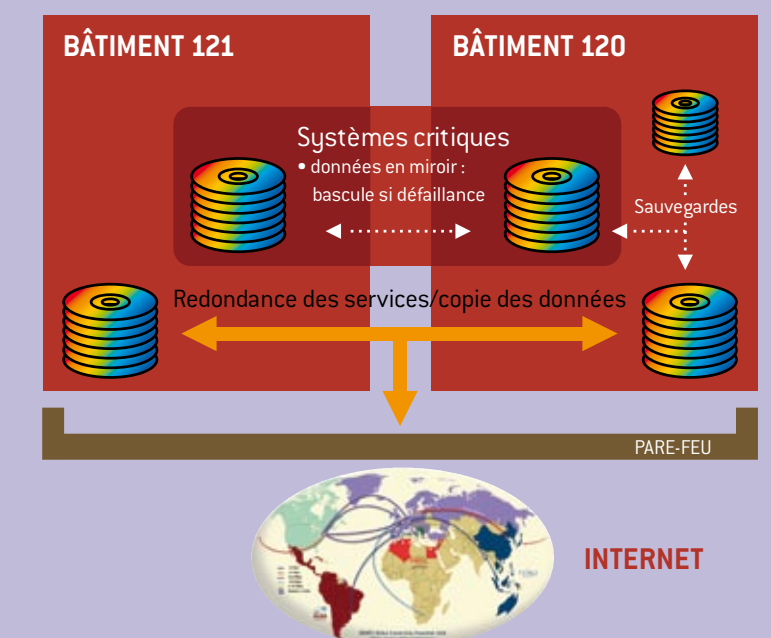 BÂTIMENT 121
BÂTIMENT 120
Systèmes critiques
• données en miroir :
bascule si défaillance
Sauvegardes
Redondance des services/copie des données
PARE-FEU
INTERNET